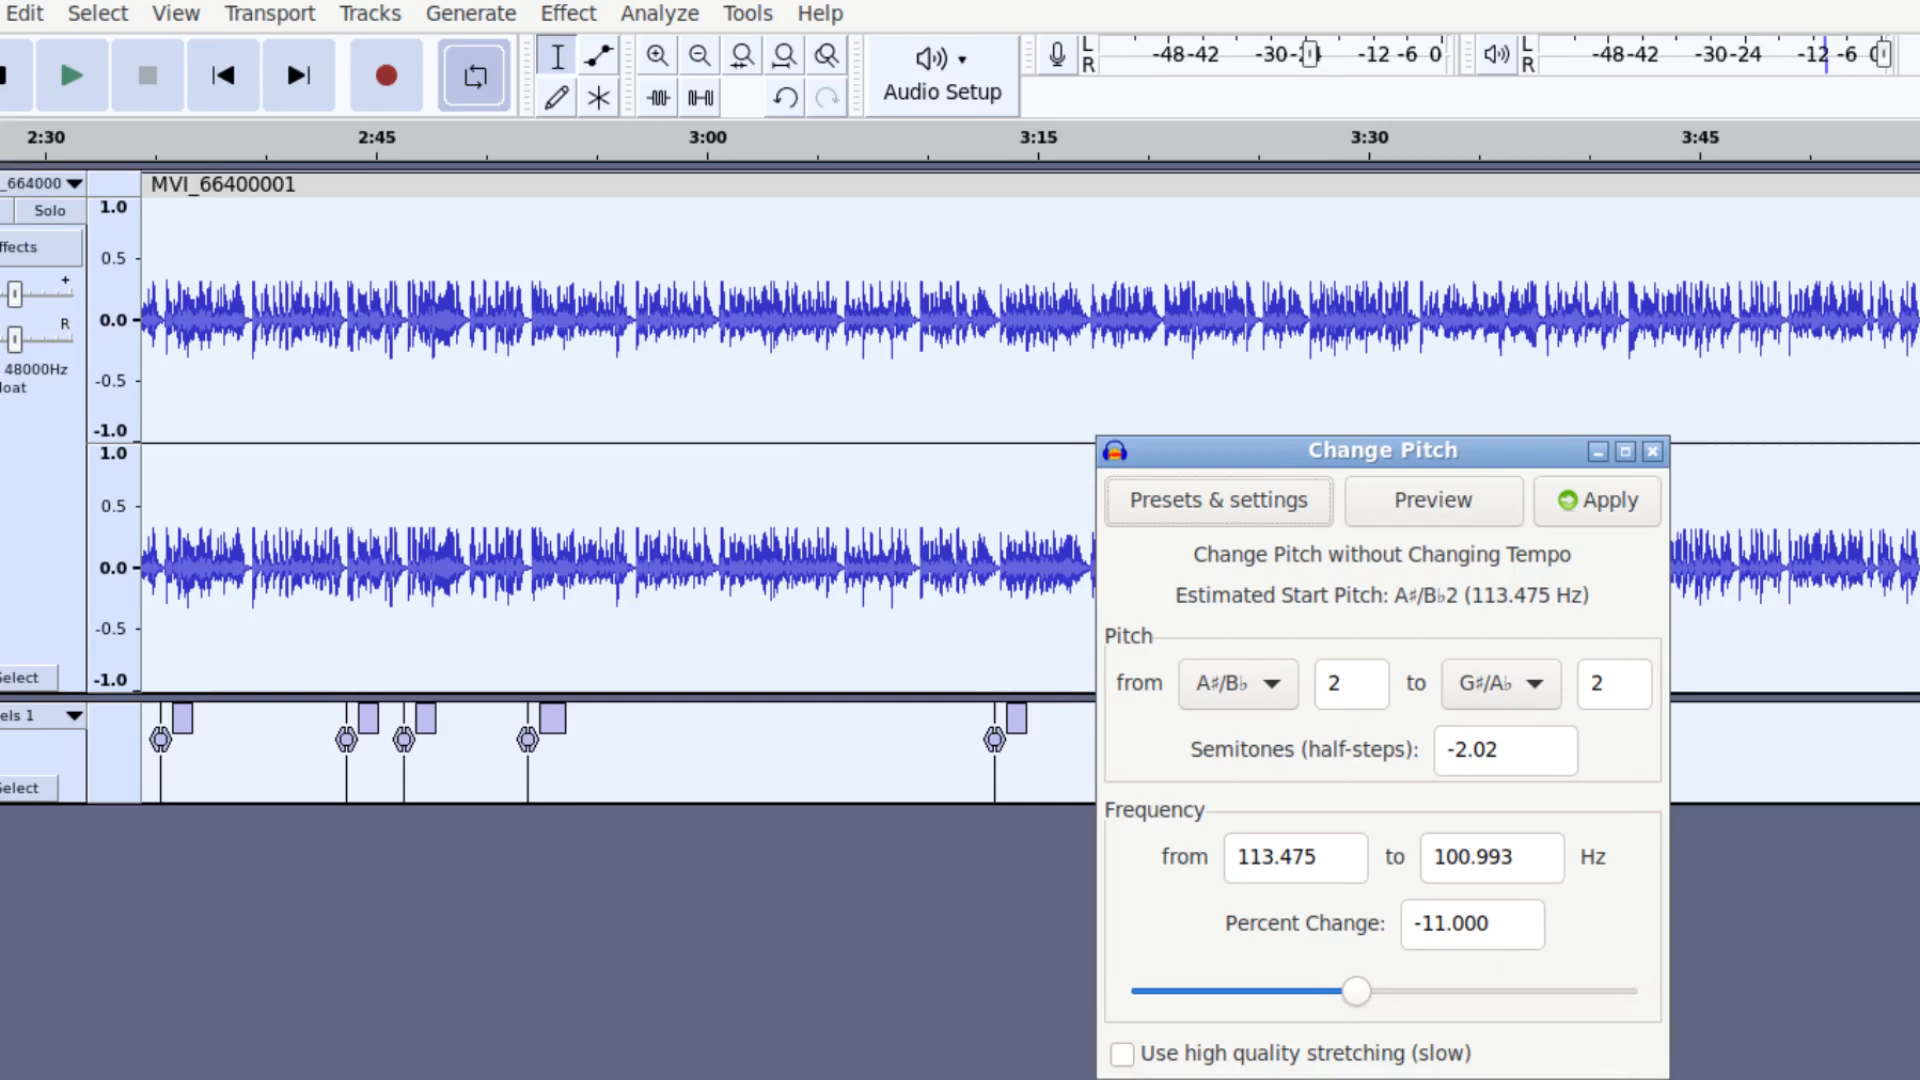 Edit Select View Transport Tracks Generate Effect Analyze Tools Help
L
R
-48 -42 -30 -12 -6 0
L
R
-48 -42 -30 -24 -12 -6
Audio Setup
2:30 2:45 3:00 3:15 3:30 3:45
_664000
MVI_66400001
Solo
1.0
ffects
0.5
+
0.0
R
48000Hz
loat
-0.5
-1.0
1.0
0.5
0.0
-0.5
Select
-1.0
els 1
Select
Change Pitch
Presets & settings Preview Apply
Change Pitch without Changing Tempo
Estimated Start Pitch: A♯/B♭2 (113.475 Hz)
Pitch
from A♯/B♭ 2 to G♯/A♭ 2
Semitones (half-steps): -2.02
Frequency
from 113.475 to 100.993 Hz
Percent Change: -11.000
Use high quality stretching (slow)